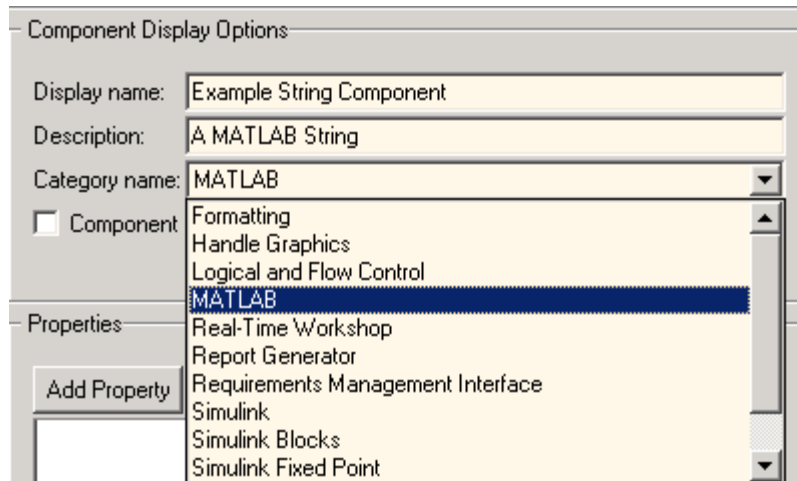 Component Display Options
Display name: Example String Component
Description: A MATLAB String
Category name: MATLAB
Component
Formatting
Handle Graphics
Logical and Flow Control
MATLAB
Properties
Real-Time Workshop
Report Generator
Add Property
Requirements Management Interface
Simulink
Simulink Blocks
Simulink Fixed Point